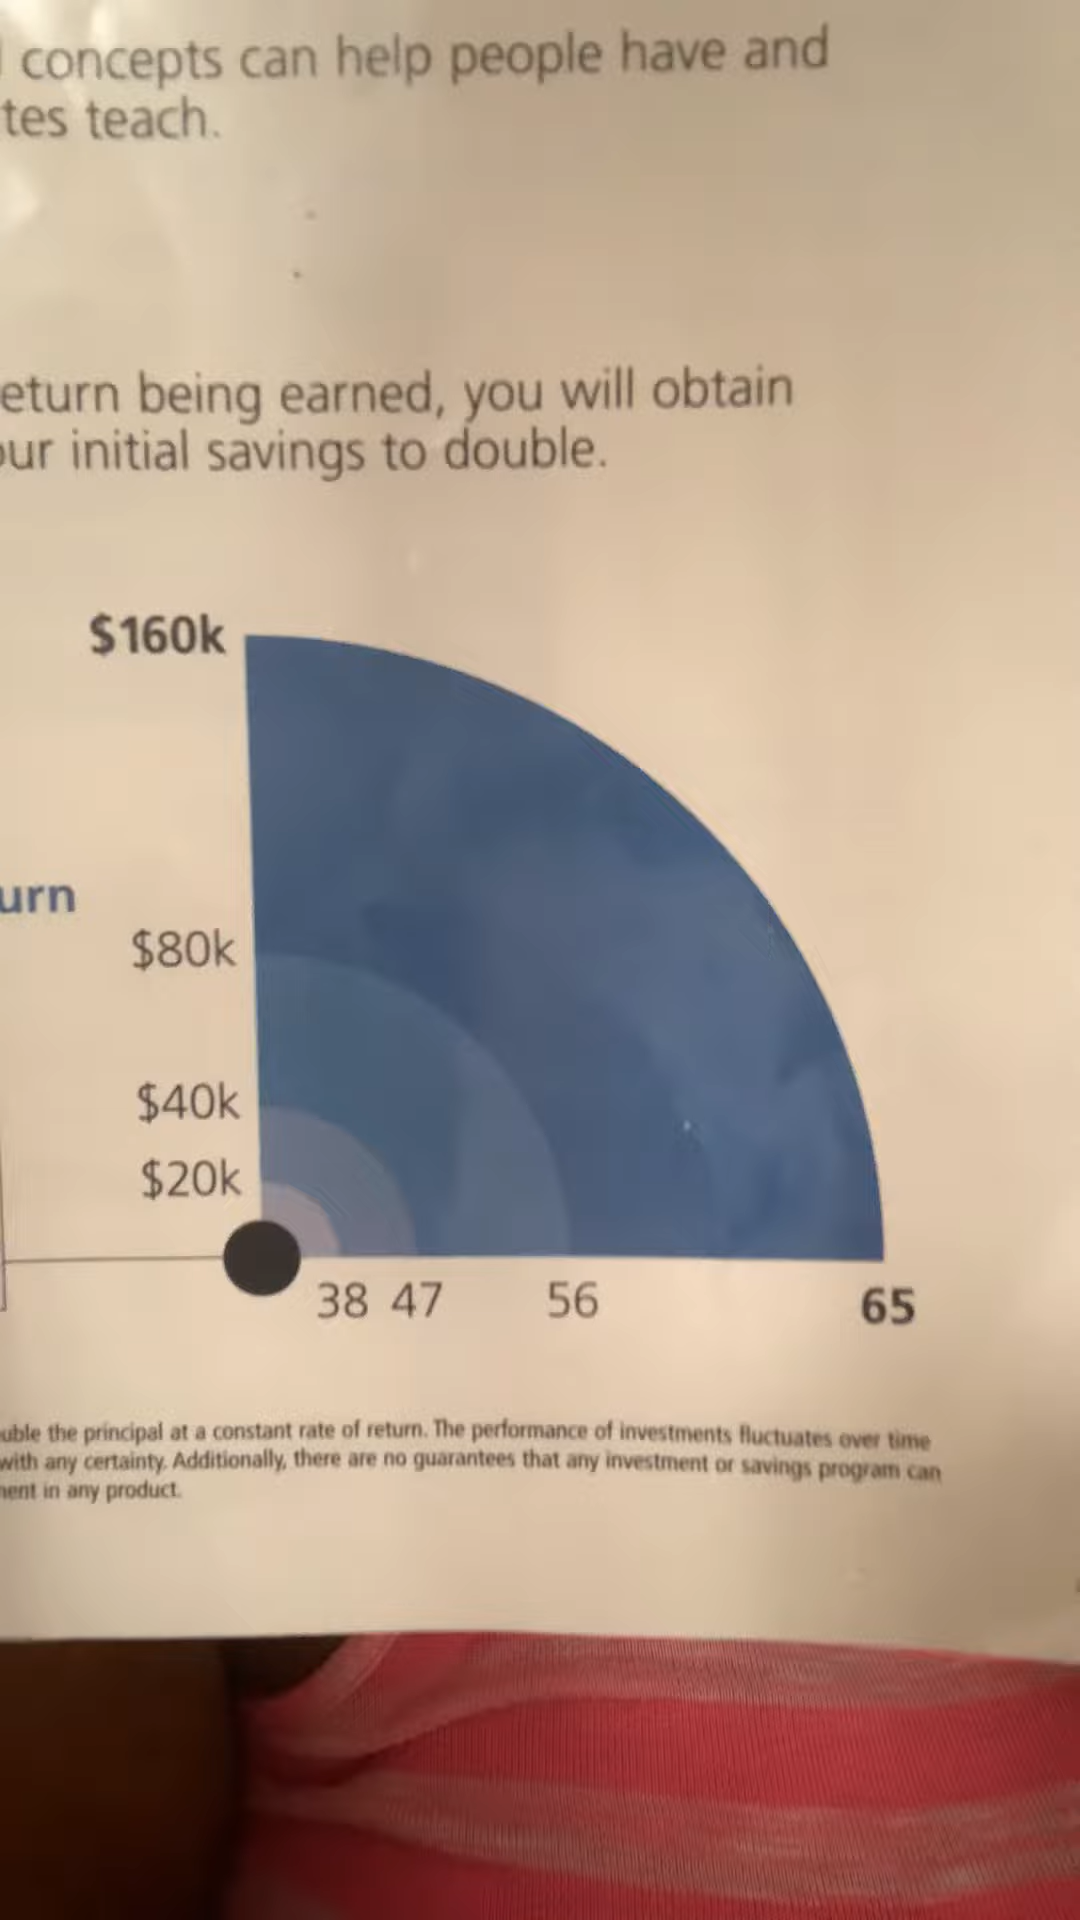 concepts can help people have and
tes teach.
eturn being earned, you will obtain
our initial savings to double.
$160k
urn
$80k
$40k
$20k
38 47 56 65
uble the principal at a constant rate of return. The performance of investments fluctuates over time
with any certainty. Additionally, there are no guarantees that any investment or savings program can
ment in any product.